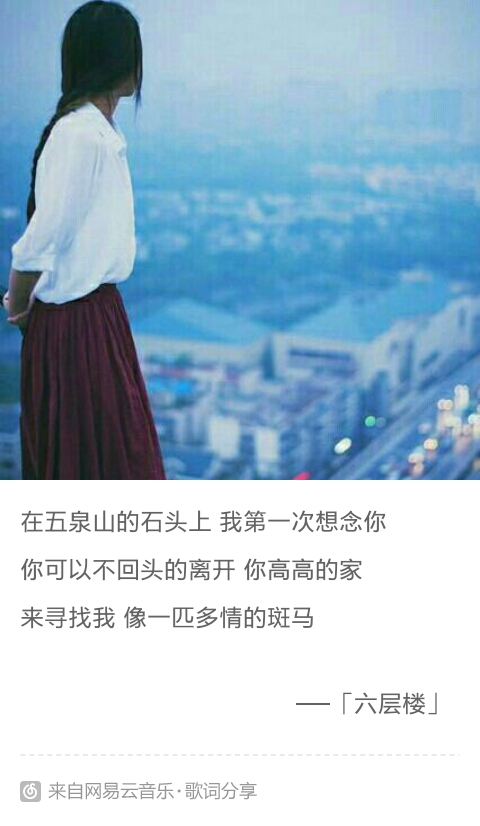 在五泉山的石头上 我第一次想念你
你可以不回头的离开 你高高的家
来寻找我 像一匹多情的斑马
——「六层楼」
来自网易云音乐·歌词分享